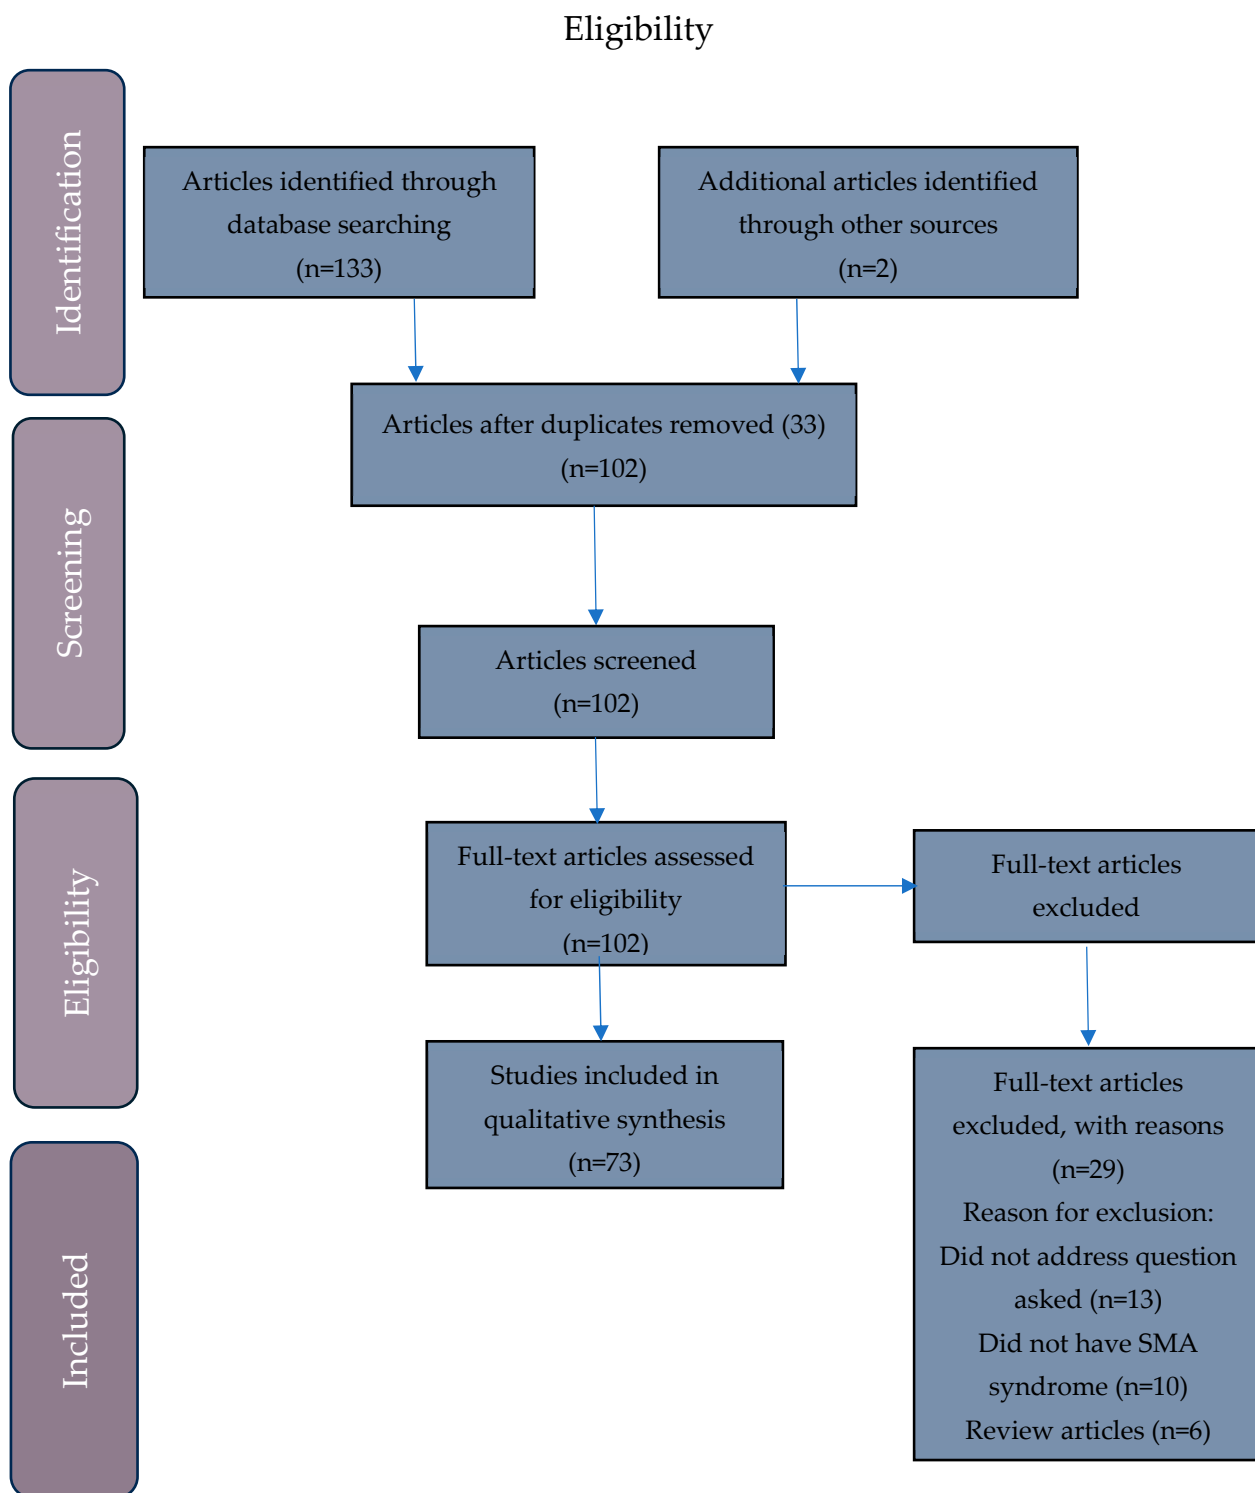 Eligibility
Identification
Articles identified through
database searching
(n=133)
Additional articles identified
through other sources
(n=2)
Articles after duplicates removed (33)
(n=102)
Screening
Articles screened
(n=102)
Eligibility
Full-text articles assessed
for eligibility
(n=102)
Full-text articles
excluded
Studies included in
qualitative synthesis
(n=73)
Full-text articles
excluded, with reasons
(n=29)
Reason for exclusion:
Did not address question
asked (n=13)
Did not have SMA
syndrome (n=10)
Review articles (n=6)
Included